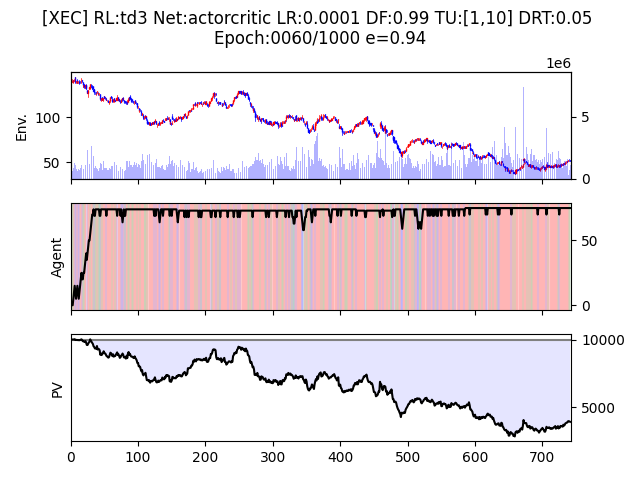 [XEC] RL:td3 Net:actorcritic LR:0.0001 DF:0.99 TU:[1,10] DRT:0.05
Epoch:0060/1000 e=0.94
1e6
Env.
100
50
5
0
Agent
50
0
PV
10000
5000
0 100 200 300 400 500 600 700